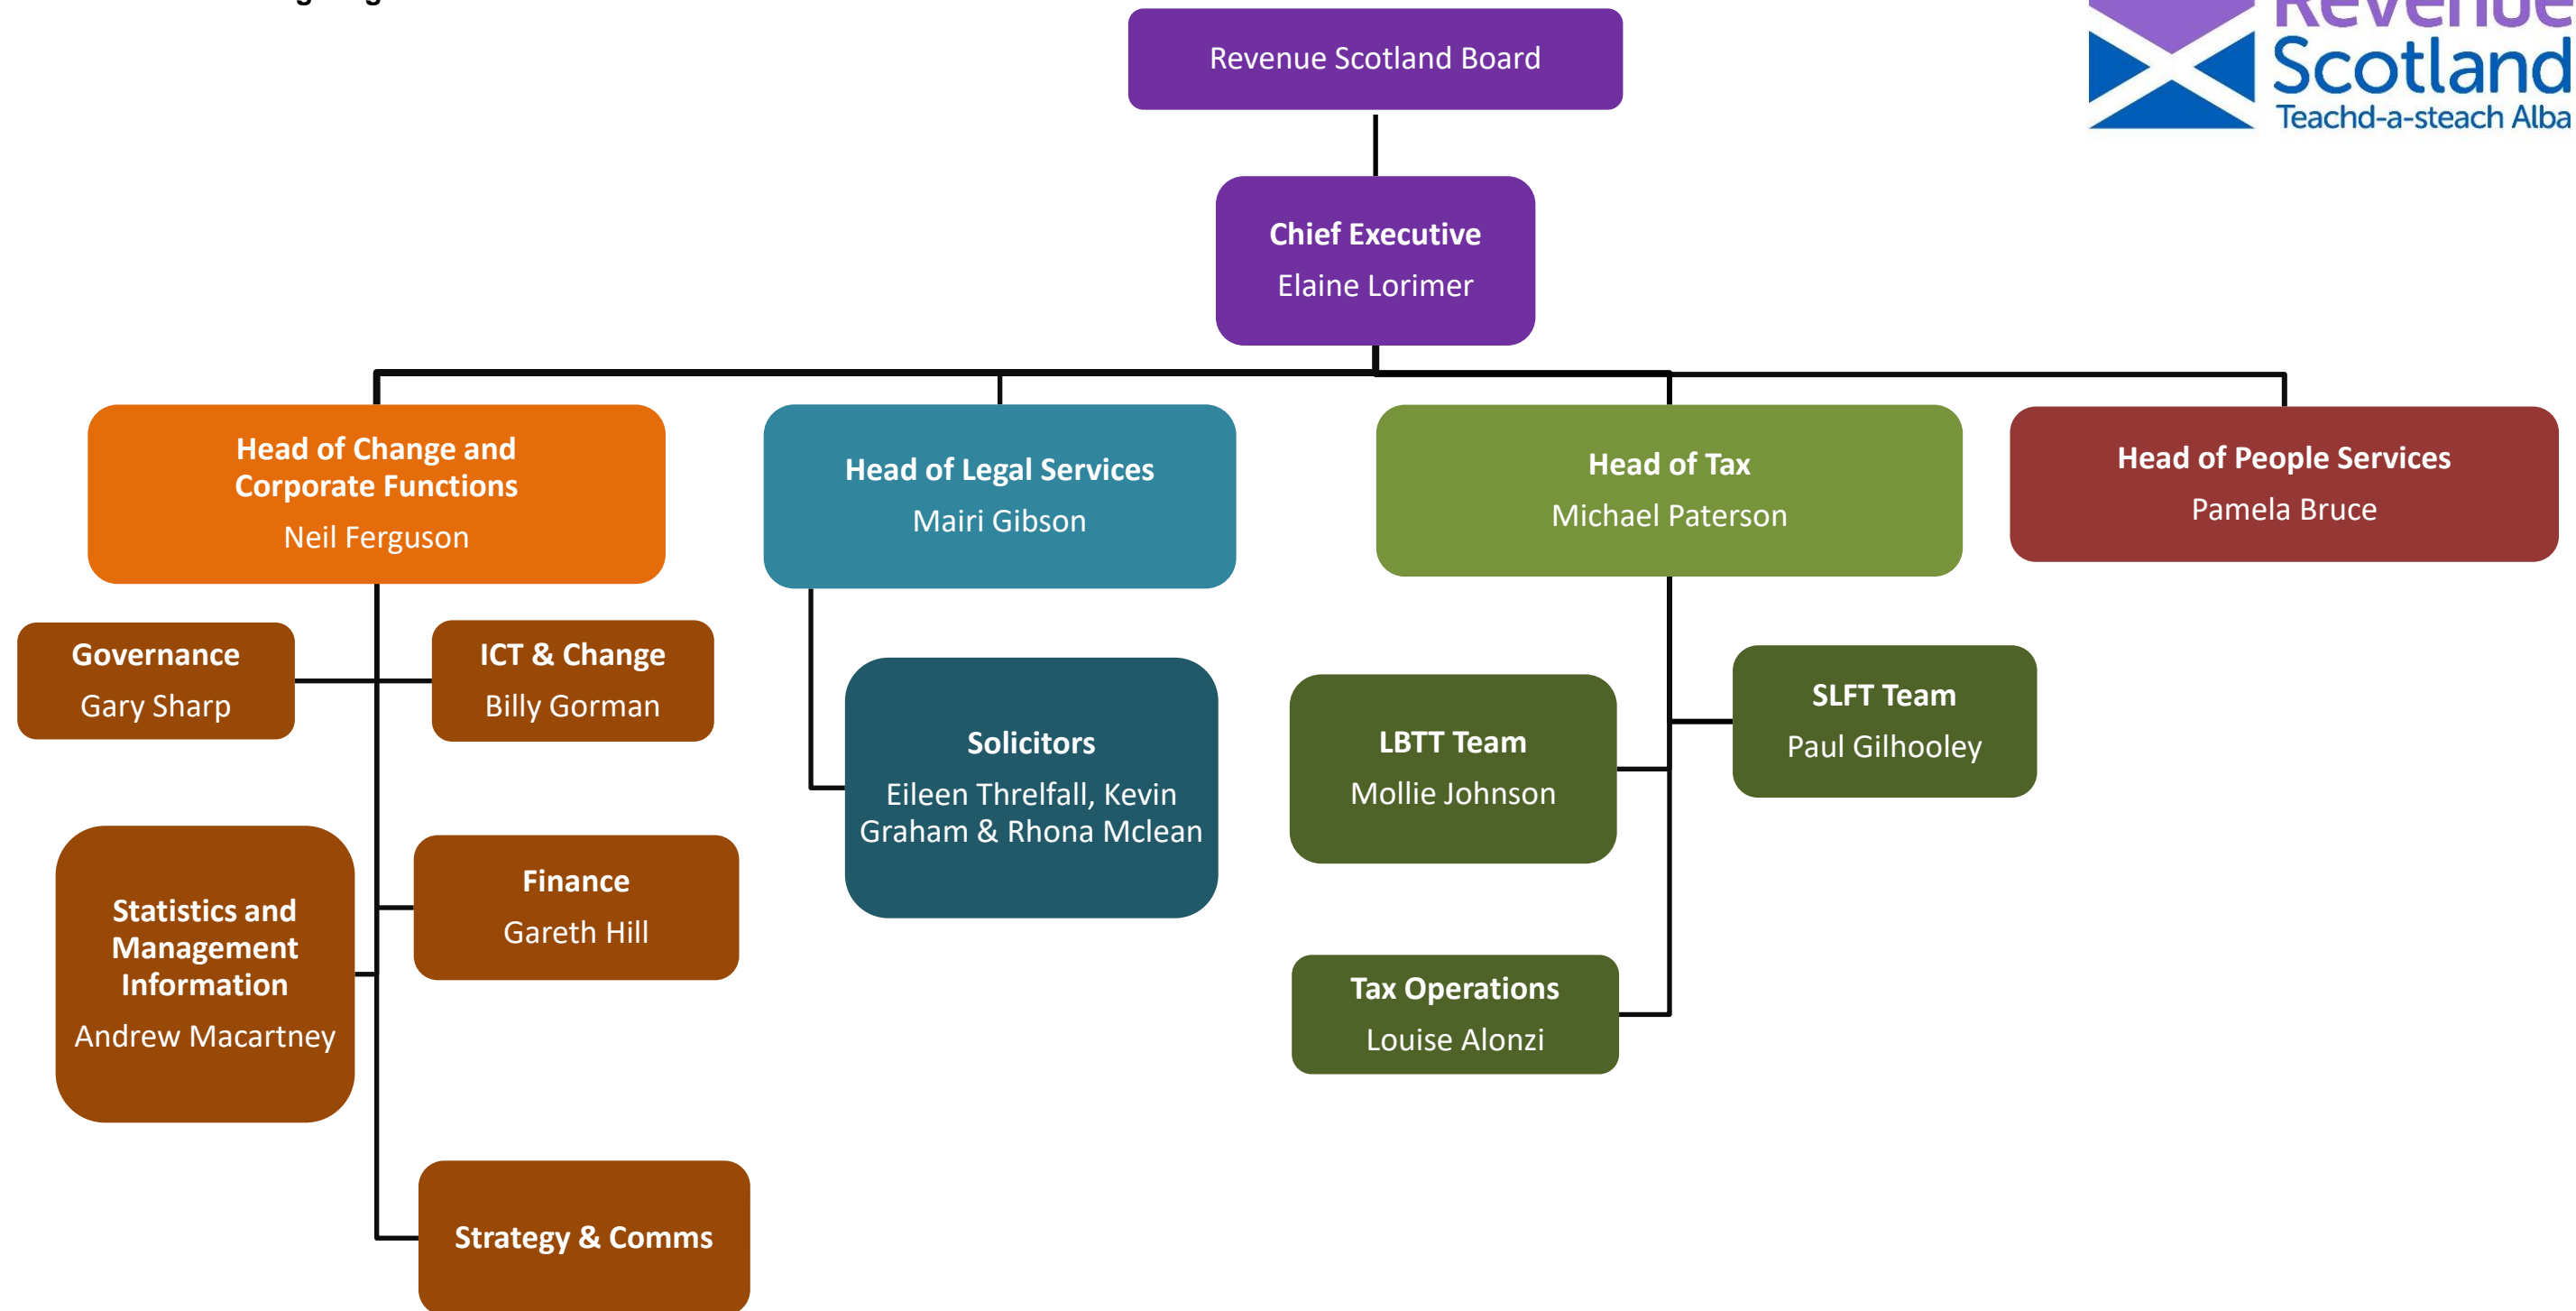 Revenue Scotland Board
Revenue
Scotland
Teachd-a-steach Alba
Chief Executive
Elaine Lorimer
Head of Change and
Corporate Functions
Neil Ferguson
Head of Legal Services
Mairi Gibson
Head of Tax
Michael Paterson
Head of People Services
Pamela Bruce
Governance
Gary Sharp
ICT & Change
Billy Gorman
Statistics and
Management
Information
Andrew Macartney
Finance
Gareth Hill
Strategy & Comms
Solicitors
Eileen Threlfall, Kevin
Graham & Rhona Mclean
LBTT Team
Mollie Johnson
SLFT Team
Paul Gilhooley
Tax Operations
Louise Alonzi